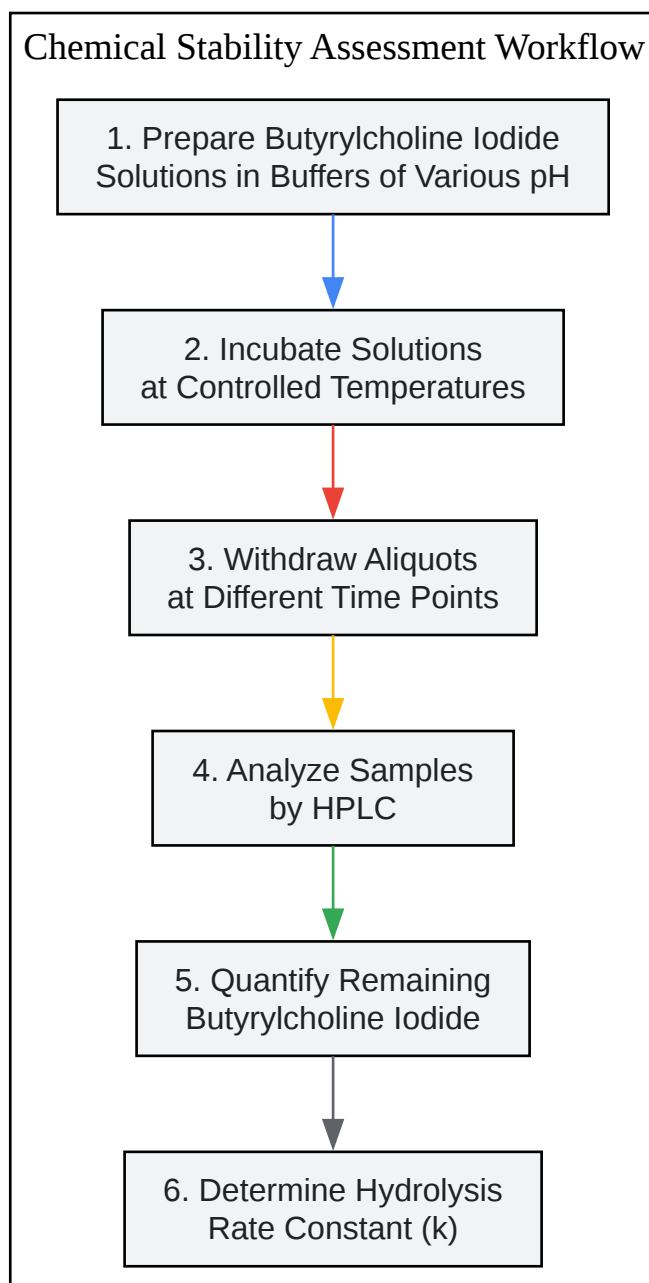 Chemical Stability Assessment Workflow
1. Prepare Butyrylcholine Iodide
Solutions in Buffers of Various pH
2. Incubate Solutions
at Controlled Temperatures
3. Withdraw Aliquots
at Different Time Points
4. Analyze Samples
by HPLC
5. Quantify Remaining
Butyrylcholine Iodide
6. Determine Hydrolysis
Rate Constant (k)